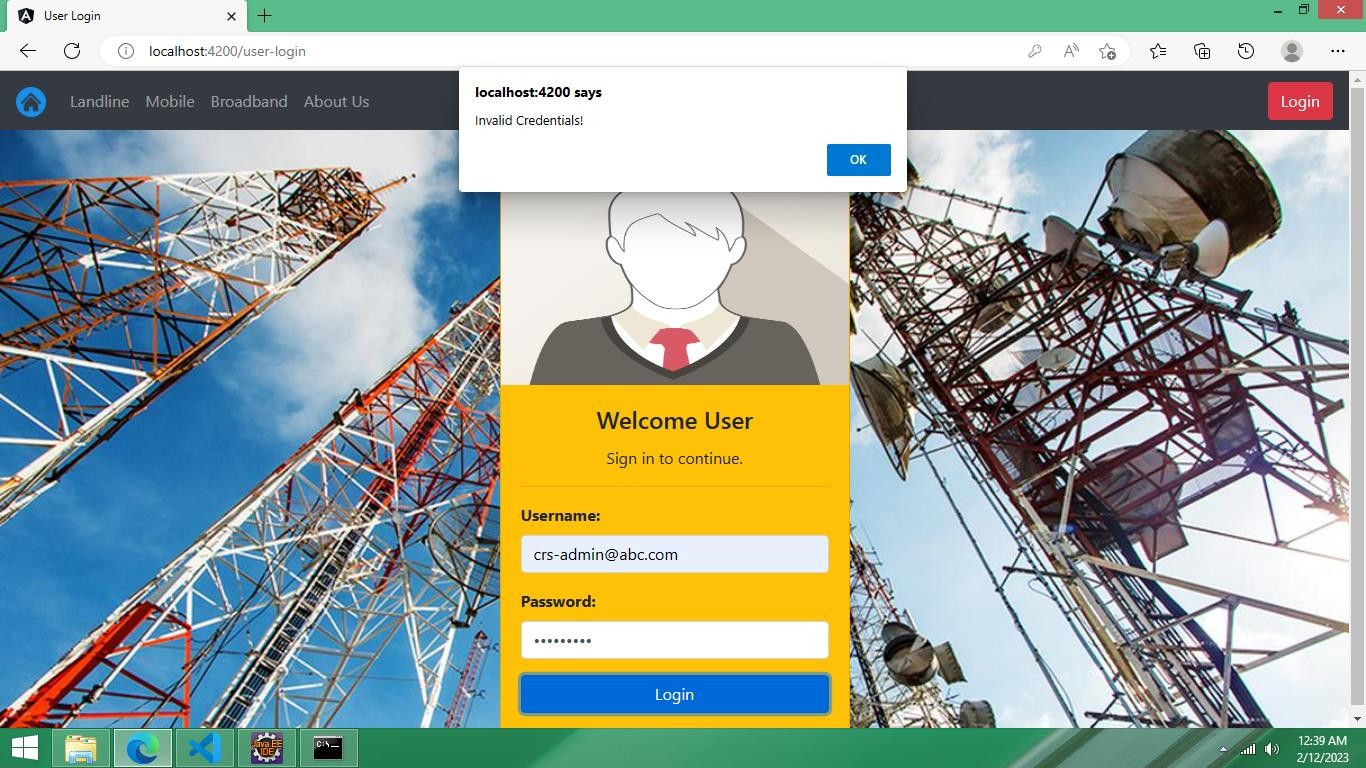 User Login
localhost:4200/user-login
localhost:4200 says
Invalid Credentials!
OK
Landline Mobile Broadband About Us
Login
Welcome User
Sign in to continue.
Username:
crs-admin@abc.com
Password:
•••••••••
Login
Java EE
IDE
C:\_
12:39 AM
2/12/2023